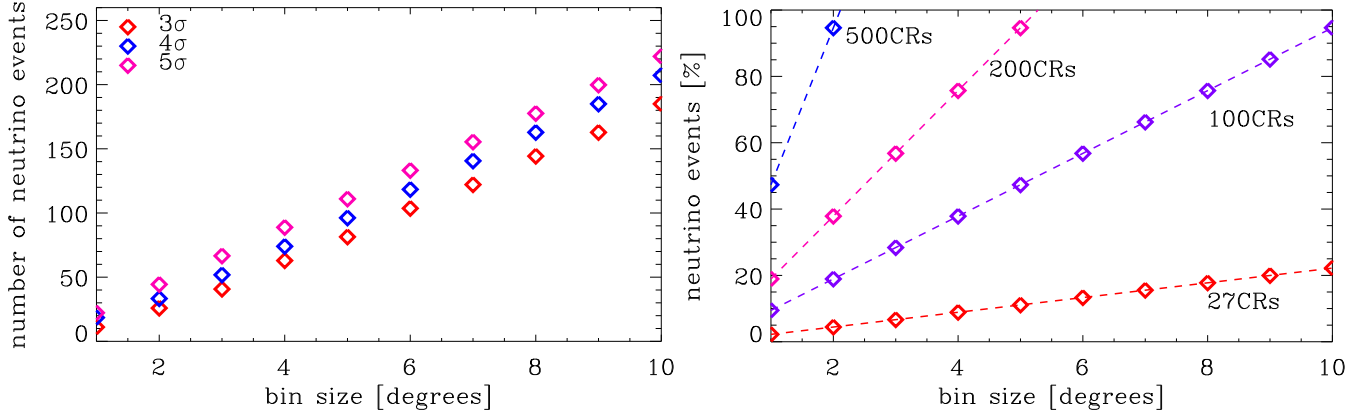 number of neutrino events
250
200
150
100
50
0
3σ
4σ
5σ
2 4 6 8 10
bin size [degrees]
neutrino events [%]
100
80
60
40
20
0
500CRs
200CRs
100CRs
27CRs
2 4 6 8 10
bin size [degrees]